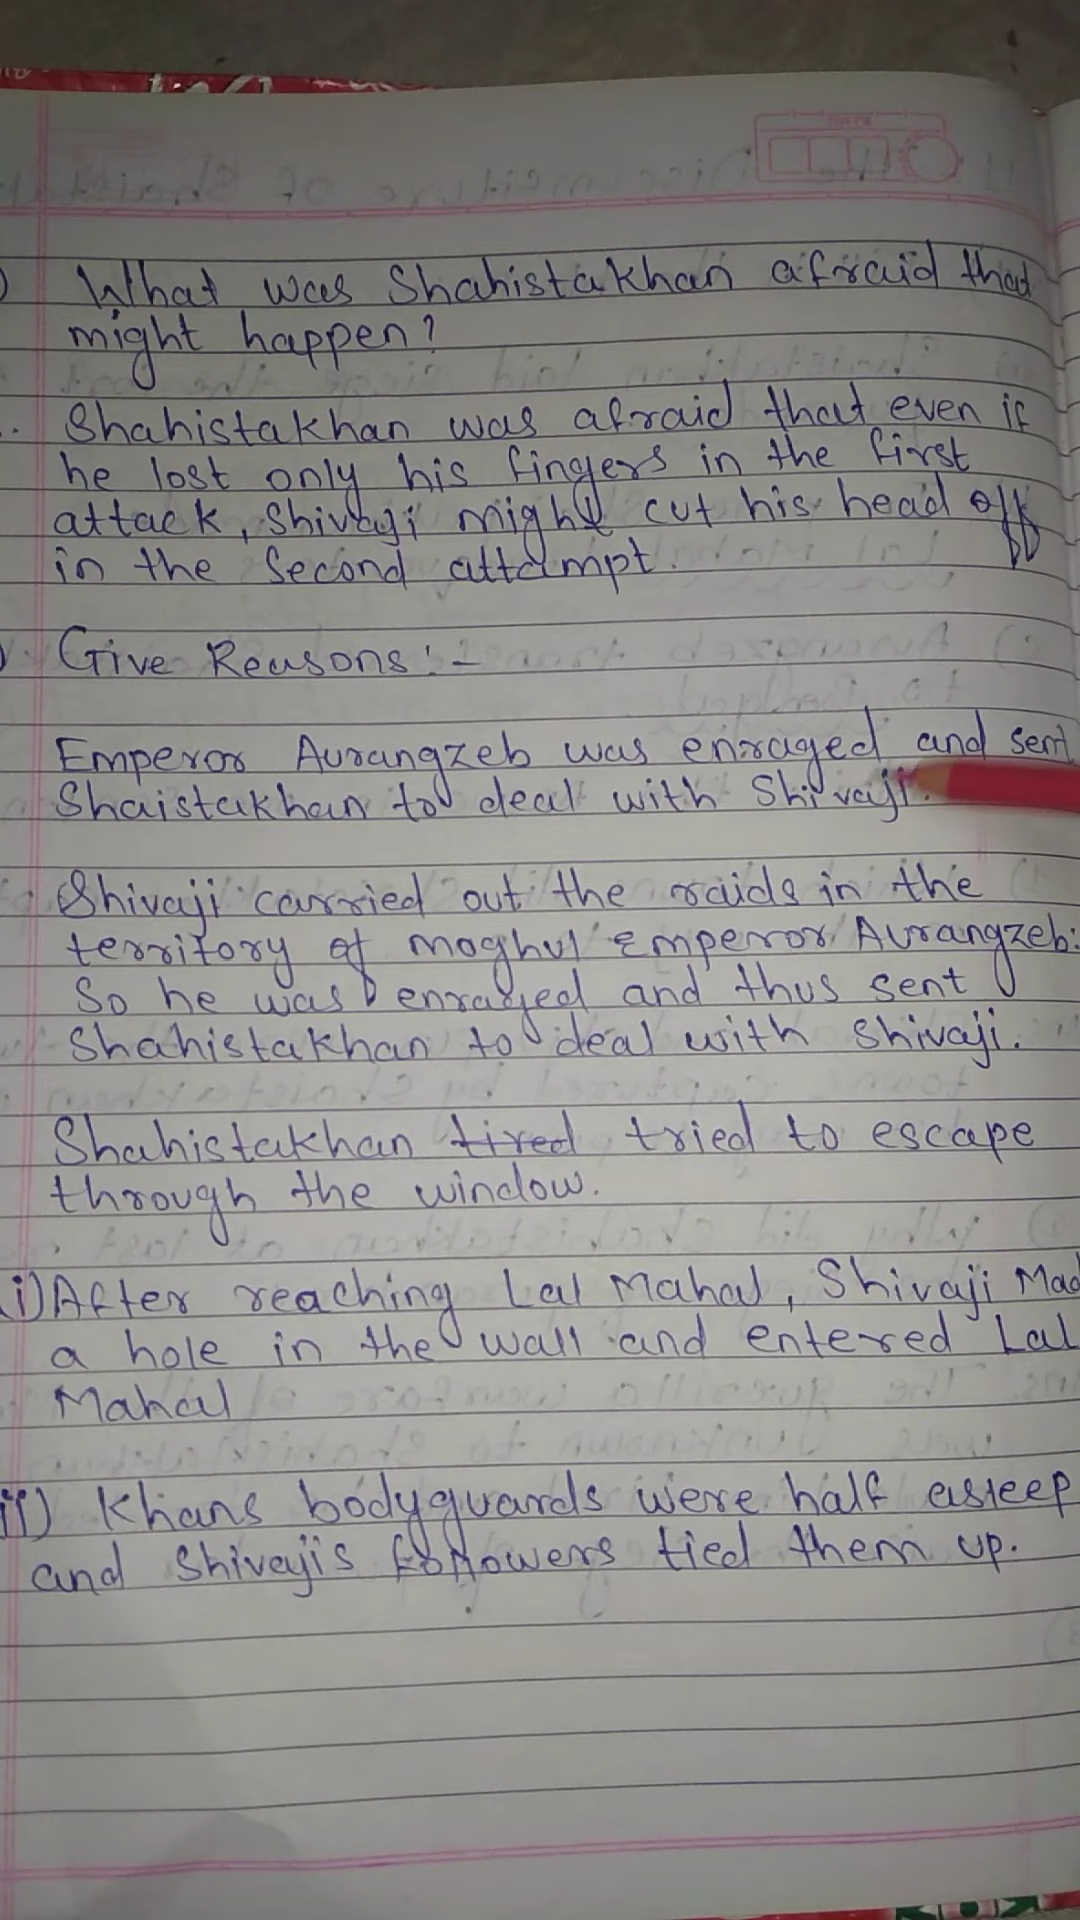 What was Shahistakhan afraid that
might happen?
Shahistakhan was afraid that even if
he lost only his fingers in the first
attack, Shivaji might cut his head off
in the Second attampt.
Give Reasons:-
Emperor Aurangzeb was enraged and sent
Shaistakhan to deal with Shivaji.
Shivaji carried out the raids in the
territory of moghul Emperor Aurangzeb.
So he was enraged and thus sent
Shahistakhan to deal with Shivaji.
Shahistakhan tired tried to escape
through the window.
i) After reaching Lal Mahal, Shivaji Mad
a hole in the wall and entered Lal
Mahal
ii) Khans bodyguards were half asleep
and Shivajis followers tied them up.